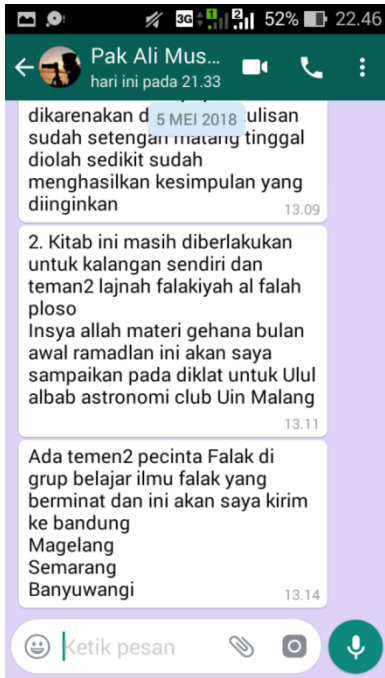 3G 52% 22.46
Pak Ali Mus...
hari ini pada 21.33
5 MEI 2018
dikarenakan d tulisan
sudah setengah matang tinggal
diolah sedikit sudah
menghasilkan kesimpulan yang
diinginkan
13.09
2. Kitab ini masih diberlakukan
untuk kalangan sendiri dan
teman2 lajnah falakiyah al falah
ploso
Insya allah materi gehana bulan
awal ramadlan ini akan saya
sampaikan pada diklat untuk Ulul
albab astronomi club Uin Malang
13.11
Ada temen2 pecinta Falak di
grup belajar ilmu falak yang
berminat dan ini akan saya kirim
ke bandung
Magelang
Semarang
Banyuwangi
13.14
Ketik pesan